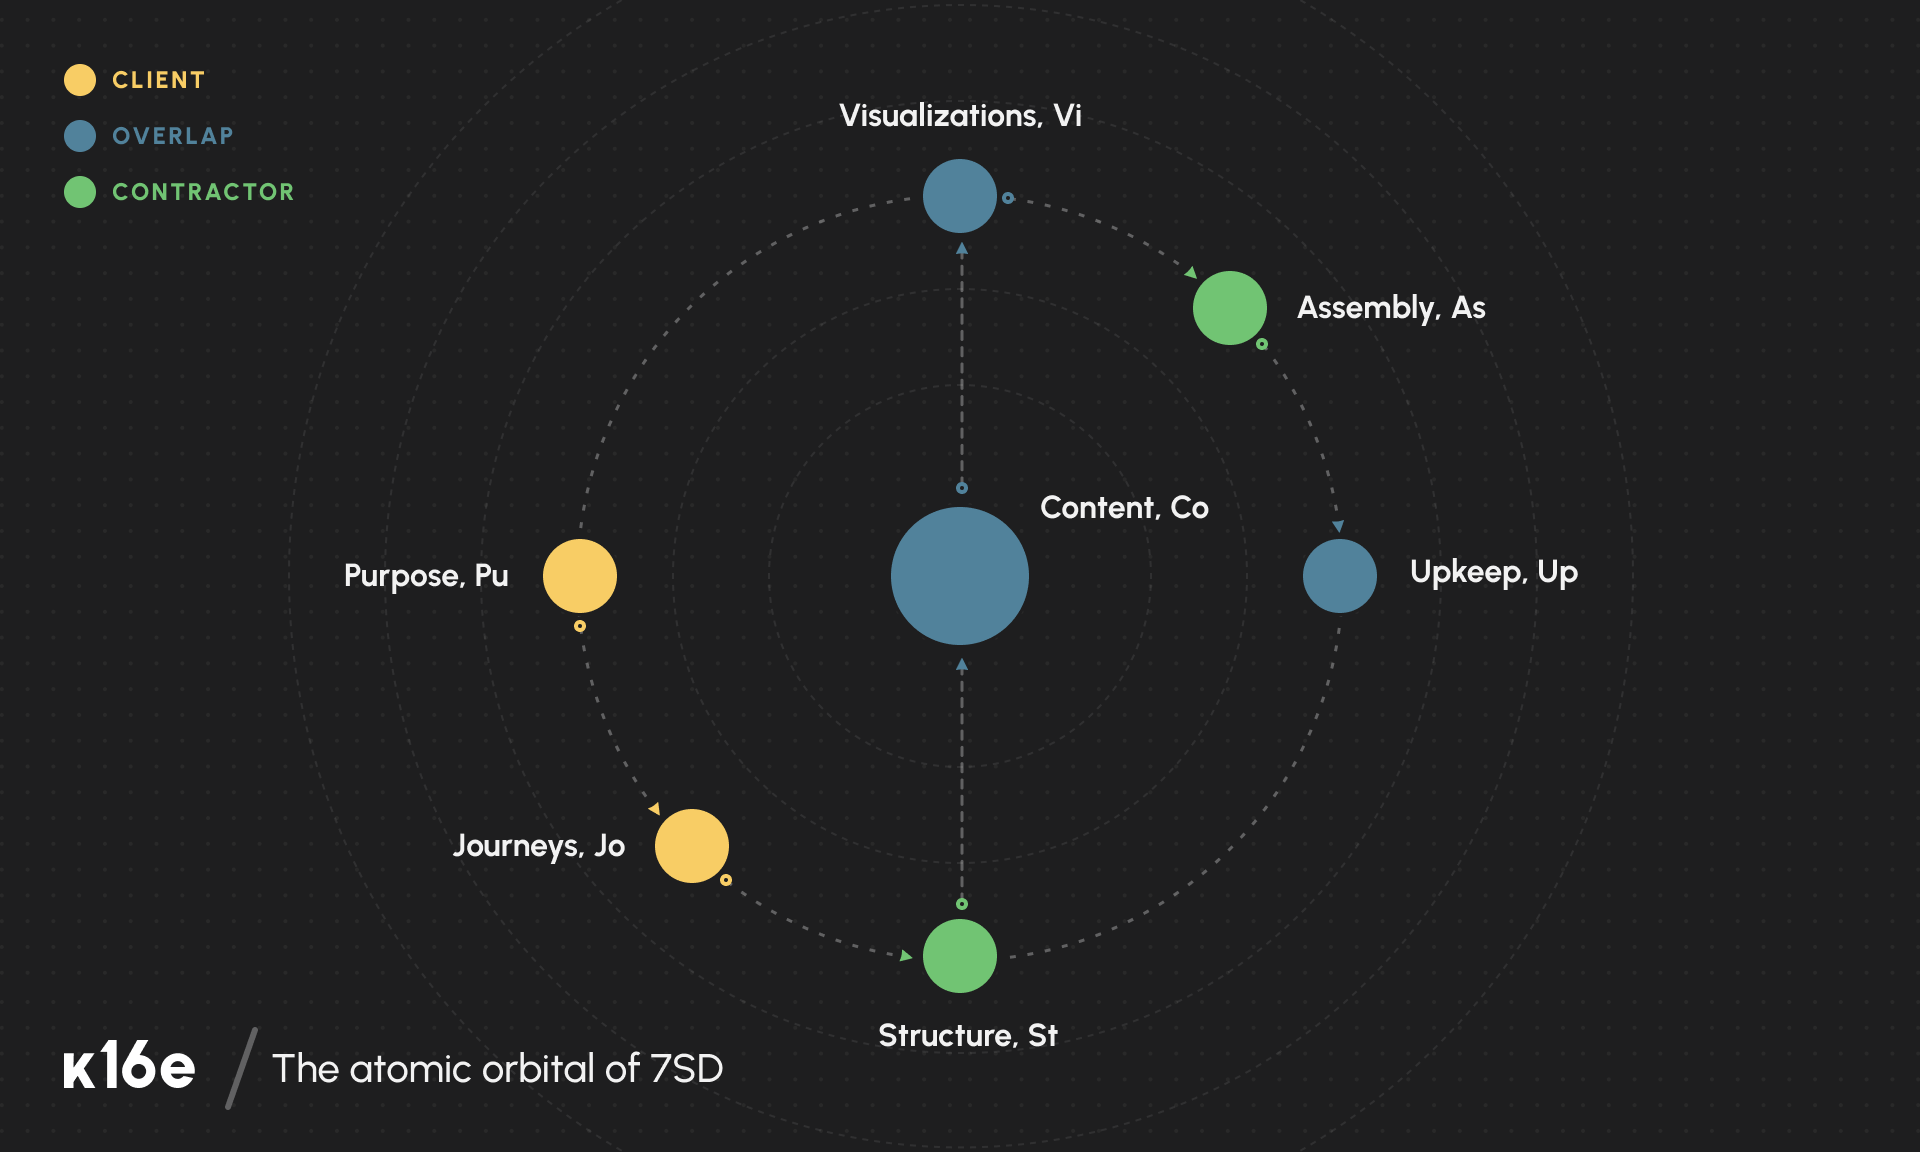 CLIENT
OVERLAP
CONTRACTOR
Visualizations, Vi
Assembly, As
Content, Co
Purpose, Pu
Upkeep, Up
Journeys, Jo
Structure, St
к16e / The atomic orbital of 7SD